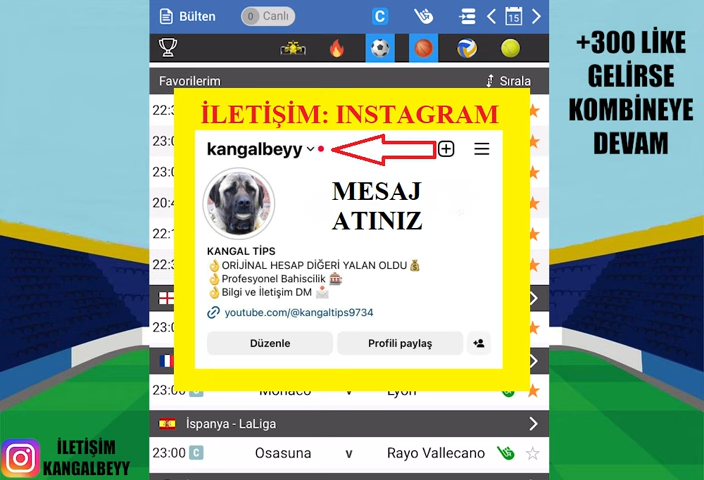 Bülten
0 Canlı
C
15
Favorilerim
Sırala
+300 LİKE
GELİRSE
KOMBİNEYE
DEVAM
22:3
23:0
23:0
20:4
22:1
22:3
23:0
İLETİŞİM: INSTAGRAM
kangalbeyy
MESAJ
ATINIZ
KANGAL TİPS
👌ORİJİNAL HESAP DİĞERİ YALAN OLDU💰
👌Profesyonel Bahiscilik 🎰
👌Bilgi ve İletişim DM 📩
youtube.com/@kangaltips9734
Düzenle
Profili paylaş
23:00 C Monaco v Lyon
İspanya - LaLiga
23:00 C Osasuna v Rayo Vallecano
İLETİŞİM
KANGALBEYY